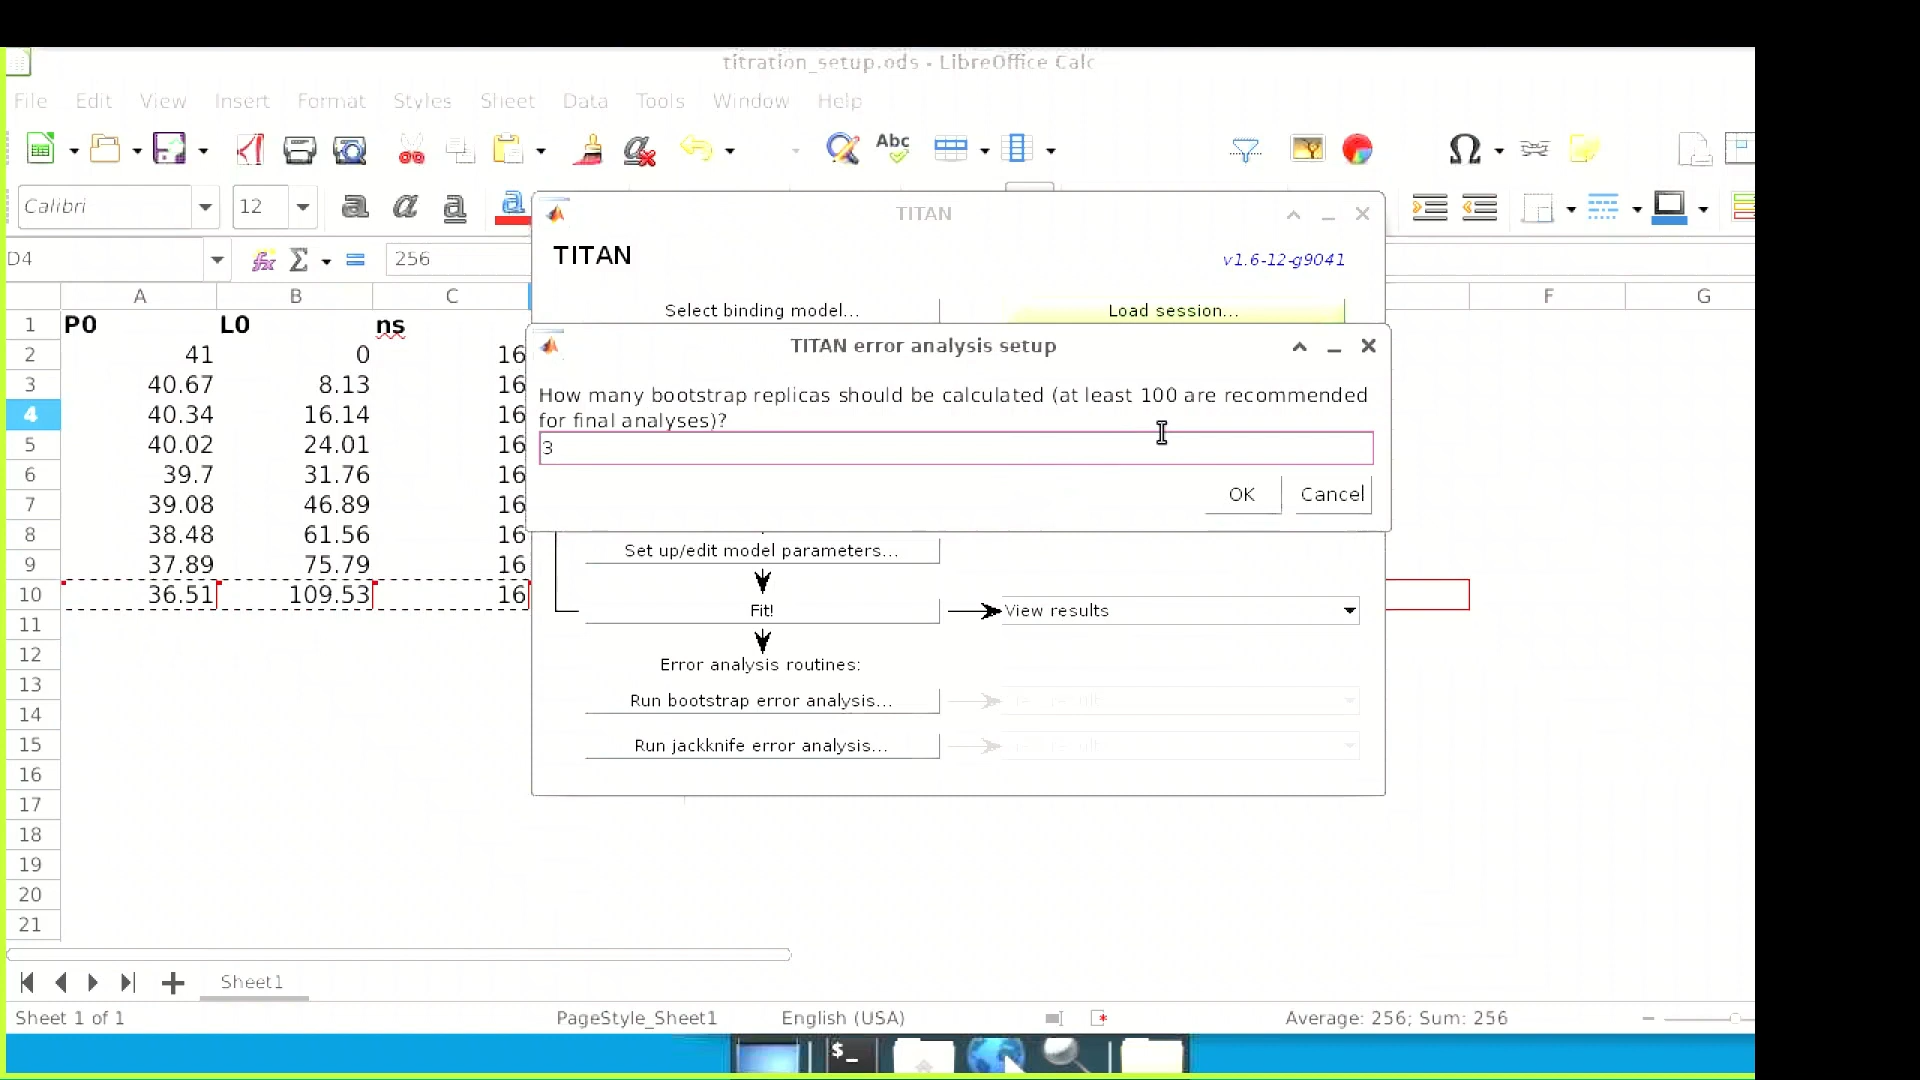 titration_setup.ods - LibreOffice Calc
File Edit View Insert Format Styles Sheet Data Tools Window Help
Abc
Calibri 12
D4 256
A B C F G
1 P0 L0 ns
2 41 0 16
3 40.67 8.13 16
4 40.34 16.14 16
5 40.02 24.01 16
6 39.7 31.76 16
7 39.08 46.89 16
8 38.48 61.56 16
9 37.89 75.79 16
10 36.51 109.53 16
11
12
13
14
15
16
17
18
19
20
21
TITAN
TITAN v1.6-12-g9041
Select binding model... Load session...
TITAN error analysis setup
How many bootstrap replicas should be calculated (at least 100 are recommended
for final analyses)?
3
OK Cancel
Set up/edit model parameters...
Fit! View results
Error analysis routines:
Run bootstrap error analysis...
Run jackknife error analysis...
Sheet1
Sheet 1 of 1 PageStyle_Sheet1 English (USA) Average: 256; Sum: 256
$_